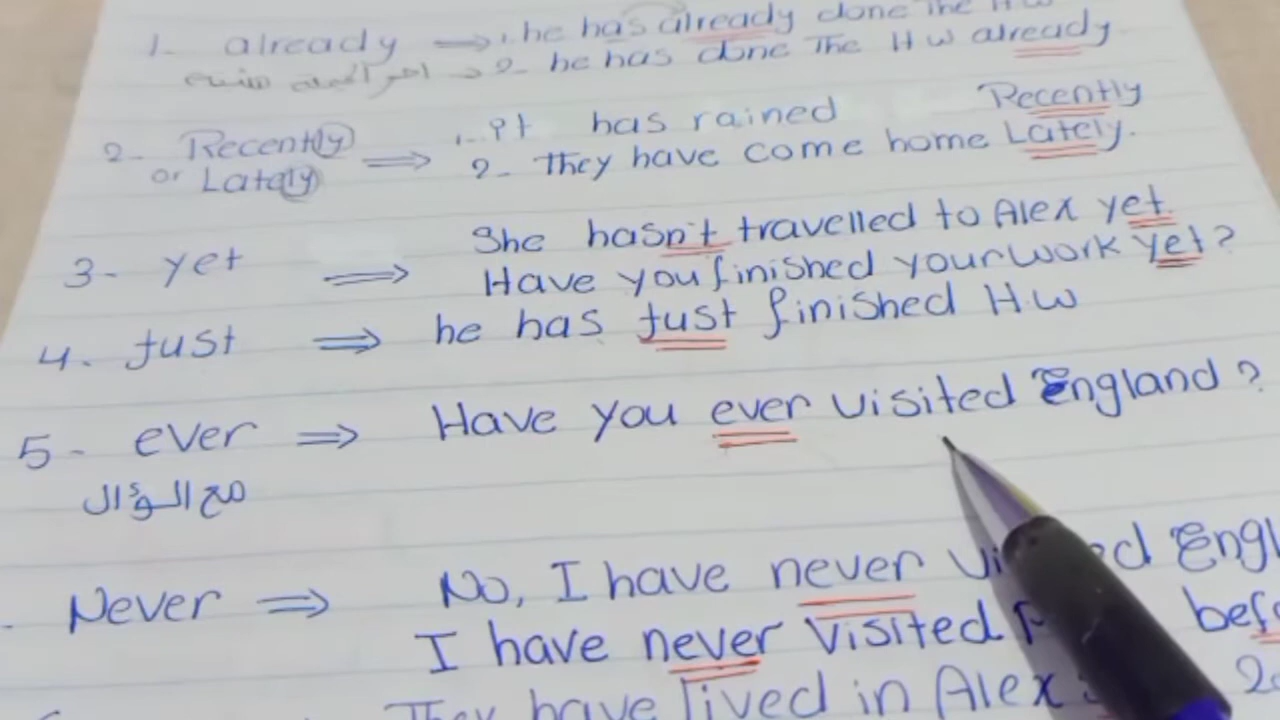 1. already ⇒ 1. he has already done the HW
2- he has done The HW already.
2- Recently ⇒ 1. It has rained Recently
or Lately 2- They have come home Lately.
3- yet ⇒ She hasn't travelled to Alex yet.
Have you finished your work yet?
4. Just ⇒ he has Just finished H.w
5- ever ⇒ Have you ever visited England?
مع السؤال
Never ⇒ No, I have never
I have never visited
They have lived in Alex